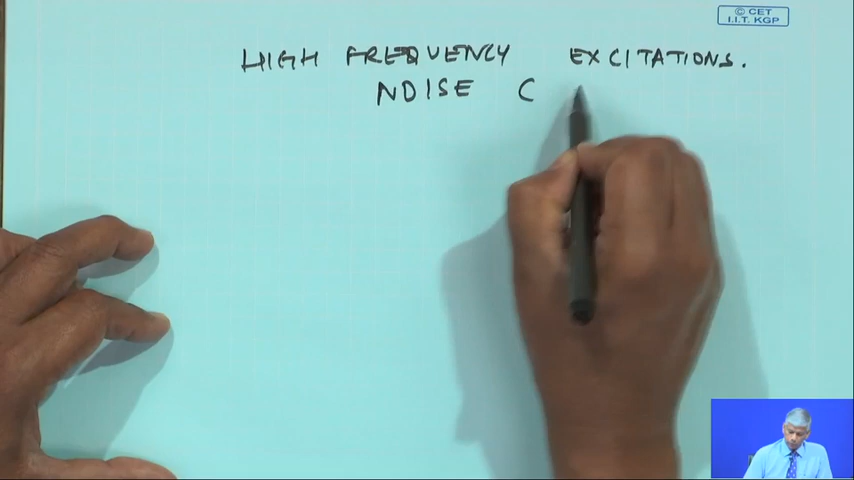 © CET
I.I.T. KGP
HIGH FREQUENCY EXCITATIONS.
NOISE C